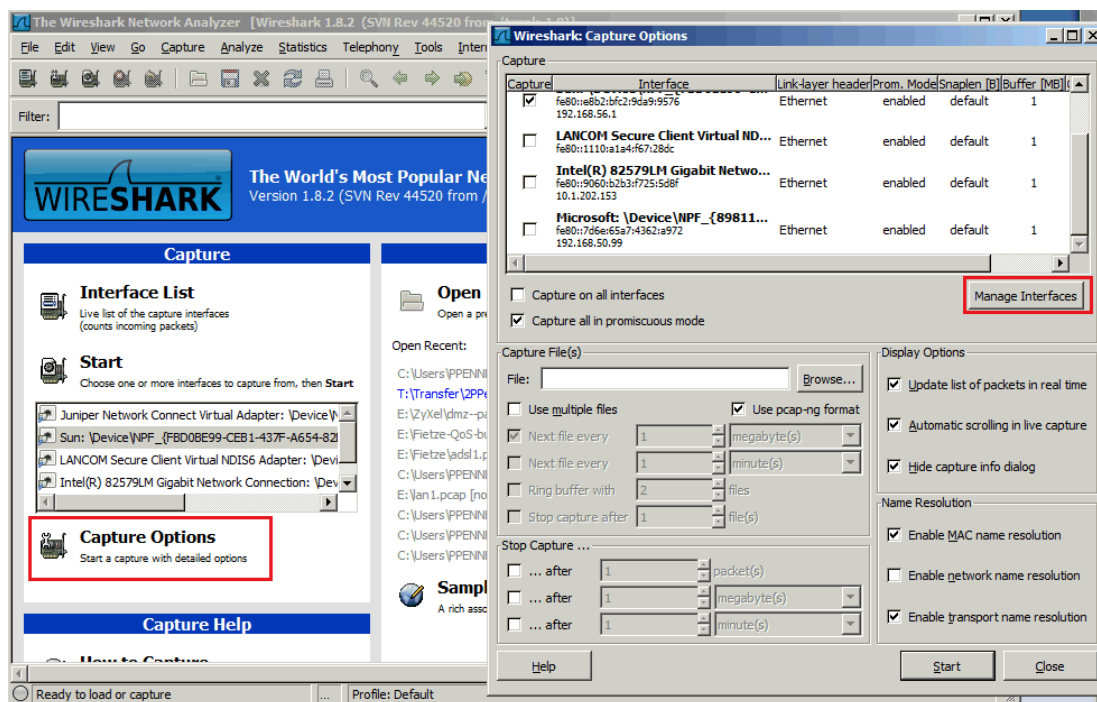 The Wireshark Network Analyzer [Wireshark 1.8.2 (SVN Rev 44520 from
File Edit View Go Capture Analyze Statistics Telephony Tools
Filter:
WIRESHARK
The World's Most Popular
Version 1.8.2 (SVN Rev 44520 from
Capture
Interface List
Live list of the capture interfaces
(counts incoming packets)
Start
Choose one or more interfaces to capture from, then Start
Juniper Network Connect Virtual Adapter: \Device\
Sun: \Device\NPF_{FBD0BE99-CEB1-437F-A654-82
LANCOM Secure Client Virtual NDIS6 Adapter: \Devi
Intel(R) 82579LM Gigabit Network Connection: \Dev
Capture Options
Start a capture with detailed options
Capture Help
How to Capture
Open
Open a pre
Open Recent:
C:\Users\PPENN
T:\Transfer\2PPe
E:\ZyXel\dmz--pa
E:\Fietze-QoS-bu
E:\Fietze\adsl1.p
C:\Users\PPENN
E:\lan1.pcap [no
C:\Users\PPENN
C:\Users\PPENN
C:\Users\PPENN
Sampl
A rich assc
Ready to load or capture
...
Profile: Default
Wireshark: Capture Options
Capture
Capture Interface Link-layer header Prom. Mode Snaplen [B] Buffer [MB]
fe80::e8b2:bfc2:9da9:9576 Ethernet enabled default 1
192.168.56.1
LANCOM Secure Client Virtual ND...
fe80::1110:a1a4:f67:28dc Ethernet enabled default 1
Intel(R) 82579LM Gigabit Netwo...
fe80::9060:b2b3:f725:5d8f Ethernet enabled default 1
10.1.202.153
Microsoft: \Device\NPF_{89811...
fe80::7d6e:65a7:4362:a972 Ethernet enabled default 1
192.168.50.99
Capture on all interfaces
Manage Interfaces
Capture all in promiscuous mode
Capture File(s)
File:
Browse...
Use multiple files Use pcap-ng format
Next file every 1 megabyte(s)
Next file every 1 minute(s)
Ring buffer with 2 files
Stop capture after 1 file(s)
Stop Capture ...
... after 1 packet(s)
... after 1 megabyte(s)
... after 1 minute(s)
Display Options
Update list of packets in real time
Automatic scrolling in live capture
Hide capture info dialog
Name Resolution
Enable MAC name resolution
Enable network name resolution
Enable transport name resolution
Help
Start
Close